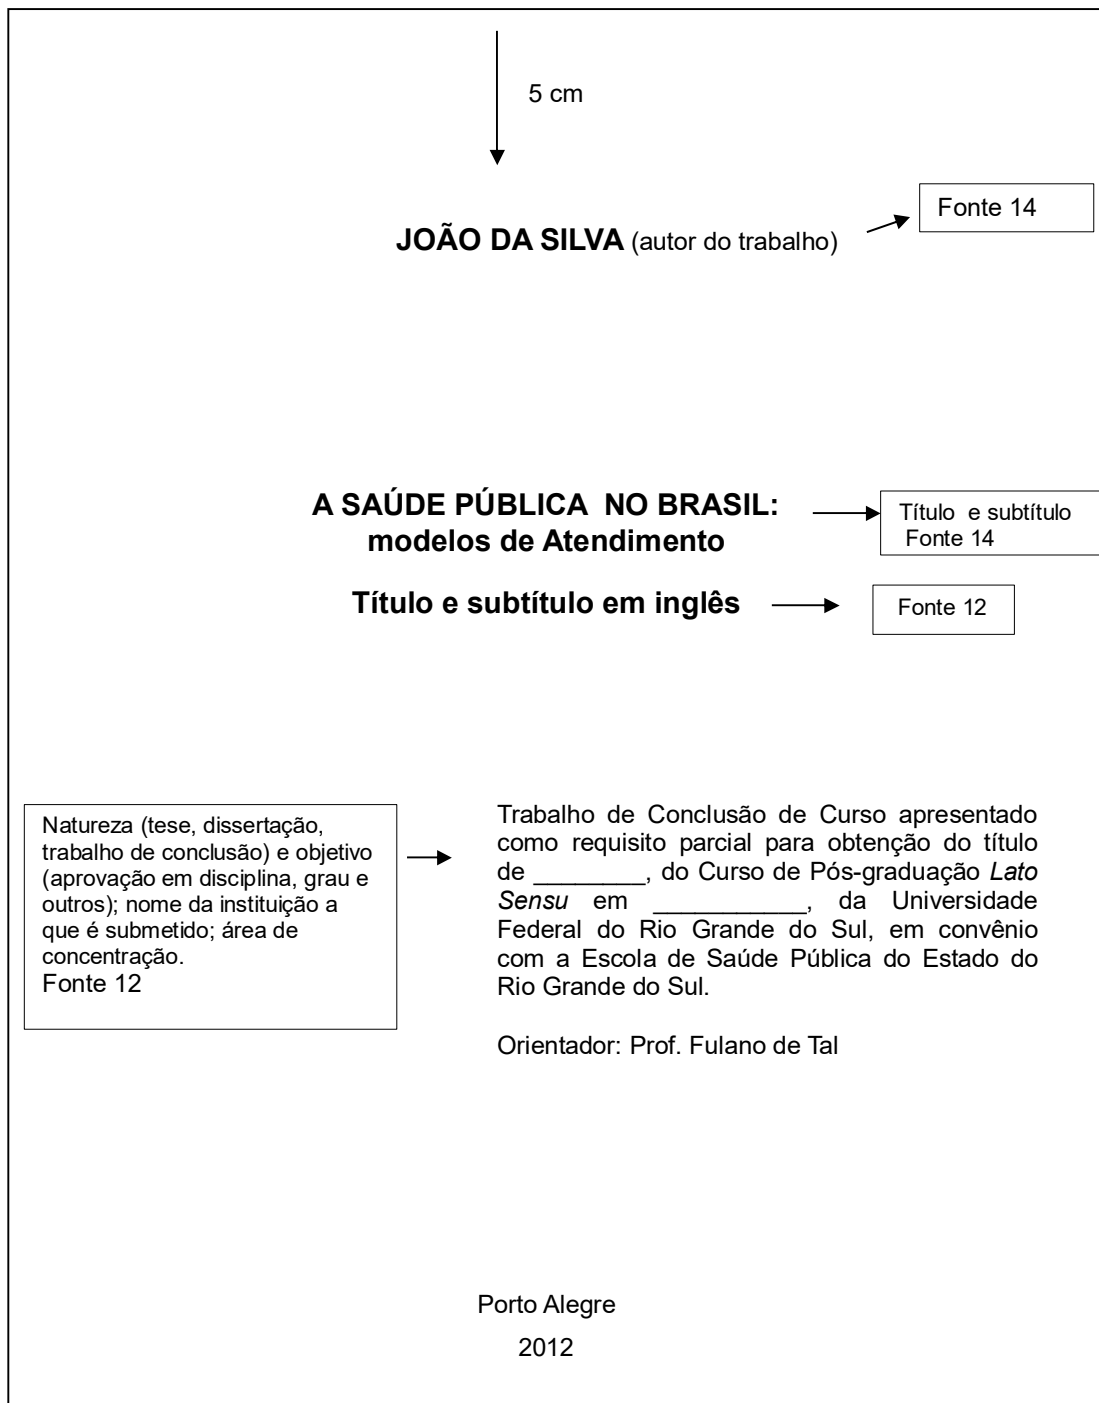 5 cm
Fonte 14
JOÃO DA SILVA (autor do trabalho)
A SAÚDE PÚBLICA  NO BRASIL:
modelos de Atendimento
Título  e subtítulo
Fonte 14
Título e subtítulo em inglês
Fonte 12
Natureza (tese, dissertação,
trabalho de conclusão) e objetivo
(aprovação em disciplina, grau e
outros); nome da instituição a
que é submetido; área de
concentração.
Fonte 12
Trabalho de Conclusão de Curso apresentado
como requisito parcial para obtenção do título
de ________, do Curso de Pós-graduação Lato
Sensu em ___________, da Universidade
Federal do Rio Grande do Sul, em convênio
com a Escola de Saúde Pública do Estado do
Rio Grande do Sul.
Orientador: Prof. Fulano de Tal
Porto Alegre
2012